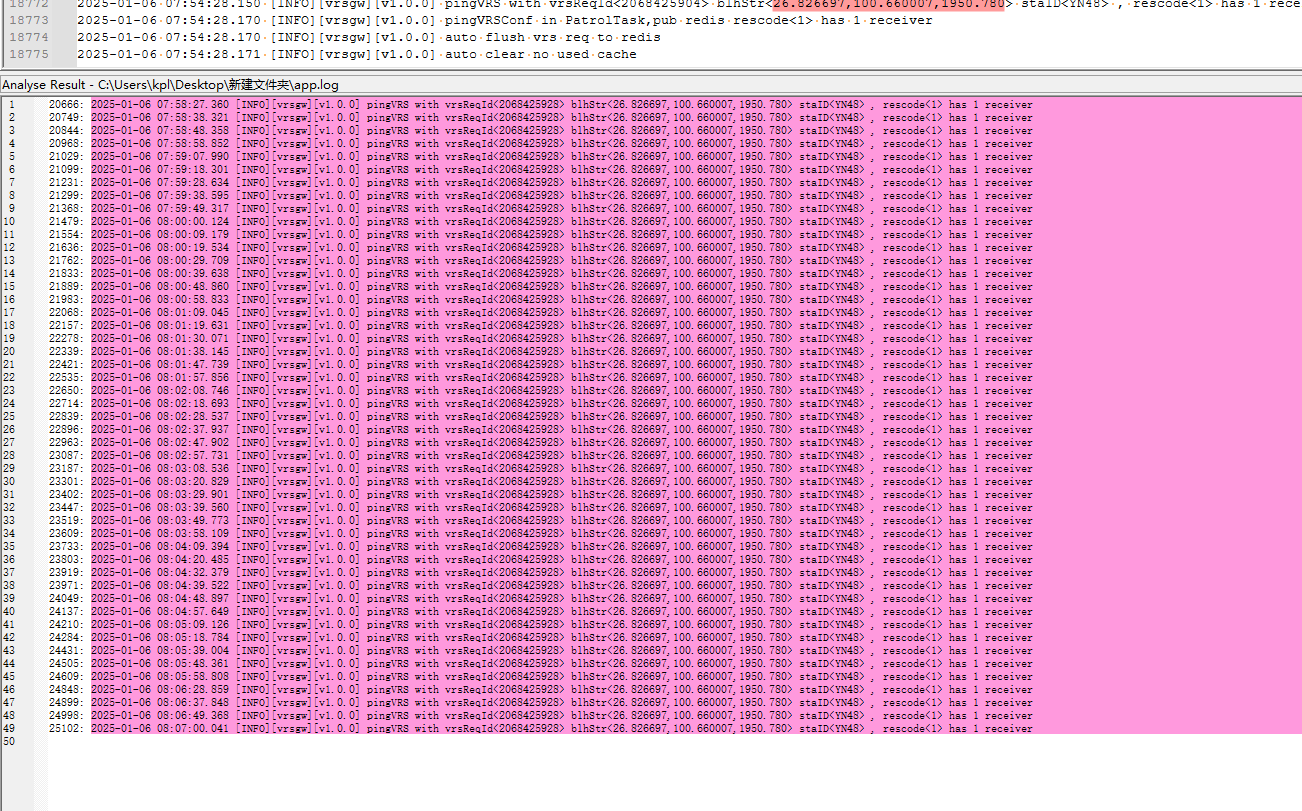 18772 2025-01-06 07:54:28.150 [INFO][vrsgw][v1.0.0] pingVRS with vrsReqId<2068425904> blhStr<26.826697,100.660007,1950.780> staID<YN48> , rescode<1> has 1 rece
18773 2025-01-06 07:54:28.170 [INFO][vrsgw][v1.0.0] pingVRSConf in PatrolTask,pub redis rescode<1> has 1 receiver
18774 2025-01-06 07:54:28.170 [INFO][vrsgw][v1.0.0] auto flush vrs req to redis
18775 2025-01-06 07:54:28.171 [INFO][vrsgw][v1.0.0] auto clear no used cache
Analyse Result - C:\Users\kpl\Desktop\新建文件夹\app.log
1 20666: 2025-01-06 07:58:27.360 [INFO][vrsgw][v1.0.0] pingVRS with vrsReqId<2068425928> blhStr<26.826697,100.660007,1950.780> staID<YN48> , rescode<1> has 1 receiver
2 20749: 2025-01-06 07:58:38.321 [INFO][vrsgw][v1.0.0] pingVRS with vrsReqId<2068425928> blhStr<26.826697,100.660007,1950.780> staID<YN48> , rescode<1> has 1 receiver
3 20844: 2025-01-06 07:58:48.358 [INFO][vrsgw][v1.0.0] pingVRS with vrsReqId<2068425928> blhStr<26.826697,100.660007,1950.780> staID<YN48> , rescode<1> has 1 receiver
4 20968: 2025-01-06 07:58:58.852 [INFO][vrsgw][v1.0.0] pingVRS with vrsReqId<2068425928> blhStr<26.826697,100.660007,1950.780> staID<YN48> , rescode<1> has 1 receiver
5 21029: 2025-01-06 07:59:07.990 [INFO][vrsgw][v1.0.0] pingVRS with vrsReqId<2068425928> blhStr<26.826697,100.660007,1950.780> staID<YN48> , rescode<1> has 1 receiver
6 21099: 2025-01-06 07:59:18.301 [INFO][vrsgw][v1.0.0] pingVRS with vrsReqId<2068425928> blhStr<26.826697,100.660007,1950.780> staID<YN48> , rescode<1> has 1 receiver
7 21231: 2025-01-06 07:59:28.634 [INFO][vrsgw][v1.0.0] pingVRS with vrsReqId<2068425928> blhStr<26.826697,100.660007,1950.780> staID<YN48> , rescode<1> has 1 receiver
8 21299: 2025-01-06 07:59:38.595 [INFO][vrsgw][v1.0.0] pingVRS with vrsReqId<2068425928> blhStr<26.826697,100.660007,1950.780> staID<YN48> , rescode<1> has 1 receiver
9 21368: 2025-01-06 07:59:49.317 [INFO][vrsgw][v1.0.0] pingVRS with vrsReqId<2068425928> blhStr<26.826697,100.660007,1950.780> staID<YN48> , rescode<1> has 1 receiver
10 21479: 2025-01-06 08:00:00.124 [INFO][vrsgw][v1.0.0] pingVRS with vrsReqId<2068425928> blhStr<26.826697,100.660007,1950.780> staID<YN48> , rescode<1> has 1 receiver
11 21554: 2025-01-06 08:00:09.179 [INFO][vrsgw][v1.0.0] pingVRS with vrsReqId<2068425928> blhStr<26.826697,100.660007,1950.780> staID<YN48> , rescode<1> has 1 receiver
12 21636: 2025-01-06 08:00:19.534 [INFO][vrsgw][v1.0.0] pingVRS with vrsReqId<2068425928> blhStr<26.826697,100.660007,1950.780> staID<YN48> , rescode<1> has 1 receiver
13 21762: 2025-01-06 08:00:29.709 [INFO][vrsgw][v1.0.0] pingVRS with vrsReqId<2068425928> blhStr<26.826697,100.660007,1950.780> staID<YN48> , rescode<1> has 1 receiver
14 21833: 2025-01-06 08:00:39.638 [INFO][vrsgw][v1.0.0] pingVRS with vrsReqId<2068425928> blhStr<26.826697,100.660007,1950.780> staID<YN48> , rescode<1> has 1 receiver
15 21889: 2025-01-06 08:00:48.860 [INFO][vrsgw][v1.0.0] pingVRS with vrsReqId<2068425928> blhStr<26.826697,100.660007,1950.780> staID<YN48> , rescode<1> has 1 receiver
16 21983: 2025-01-06 08:00:58.833 [INFO][vrsgw][v1.0.0] pingVRS with vrsReqId<2068425928> blhStr<26.826697,100.660007,1950.780> staID<YN48> , rescode<1> has 1 receiver
17 22068: 2025-01-06 08:01:09.045 [INFO][vrsgw][v1.0.0] pingVRS with vrsReqId<2068425928> blhStr<26.826697,100.660007,1950.780> staID<YN48> , rescode<1> has 1 receiver
18 22157: 2025-01-06 08:01:19.631 [INFO][vrsgw][v1.0.0] pingVRS with vrsReqId<2068425928> blhStr<26.826697,100.660007,1950.780> staID<YN48> , rescode<1> has 1 receiver
19 22278: 2025-01-06 08:01:30.071 [INFO][vrsgw][v1.0.0] pingVRS with vrsReqId<2068425928> blhStr<26.826697,100.660007,1950.780> staID<YN48> , rescode<1> has 1 receiver
20 22339: 2025-01-06 08:01:38.145 [INFO][vrsgw][v1.0.0] pingVRS with vrsReqId<2068425928> blhStr<26.826697,100.660007,1950.780> staID<YN48> , rescode<1> has 1 receiver
21 22421: 2025-01-06 08:01:47.739 [INFO][vrsgw][v1.0.0] pingVRS with vrsReqId<2068425928> blhStr<26.826697,100.660007,1950.780> staID<YN48> , rescode<1> has 1 receiver
22 22535: 2025-01-06 08:01:57.856 [INFO][vrsgw][v1.0.0] pingVRS with vrsReqId<2068425928> blhStr<26.826697,100.660007,1950.780> staID<YN48> , rescode<1> has 1 receiver
23 22650: 2025-01-06 08:02:08.746 [INFO][vrsgw][v1.0.0] pingVRS with vrsReqId<2068425928> blhStr<26.826697,100.660007,1950.780> staID<YN48> , rescode<1> has 1 receiver
24 22714: 2025-01-06 08:02:18.693 [INFO][vrsgw][v1.0.0] pingVRS with vrsReqId<2068425928> blhStr<26.826697,100.660007,1950.780> staID<YN48> , rescode<1> has 1 receiver
25 22839: 2025-01-06 08:02:28.537 [INFO][vrsgw][v1.0.0] pingVRS with vrsReqId<2068425928> blhStr<26.826697,100.660007,1950.780> staID<YN48> , rescode<1> has 1 receiver
26 22896: 2025-01-06 08:02:37.937 [INFO][vrsgw][v1.0.0] pingVRS with vrsReqId<2068425928> blhStr<26.826697,100.660007,1950.780> staID<YN48> , rescode<1> has 1 receiver
27 22963: 2025-01-06 08:02:47.902 [INFO][vrsgw][v1.0.0] pingVRS with vrsReqId<2068425928> blhStr<26.826697,100.660007,1950.780> staID<YN48> , rescode<1> has 1 receiver
28 23087: 2025-01-06 08:02:57.731 [INFO][vrsgw][v1.0.0] pingVRS with vrsReqId<2068425928> blhStr<26.826697,100.660007,1950.780> staID<YN48> , rescode<1> has 1 receiver
29 23187: 2025-01-06 08:03:08.536 [INFO][vrsgw][v1.0.0] pingVRS with vrsReqId<2068425928> blhStr<26.826697,100.660007,1950.780> staID<YN48> , rescode<1> has 1 receiver
30 23301: 2025-01-06 08:03:20.829 [INFO][vrsgw][v1.0.0] pingVRS with vrsReqId<2068425928> blhStr<26.826697,100.660007,1950.780> staID<YN48> , rescode<1> has 1 receiver
31 23402: 2025-01-06 08:03:29.901 [INFO][vrsgw][v1.0.0] pingVRS with vrsReqId<2068425928> blhStr<26.826697,100.660007,1950.780> staID<YN48> , rescode<1> has 1 receiver
32 23447: 2025-01-06 08:03:39.560 [INFO][vrsgw][v1.0.0] pingVRS with vrsReqId<2068425928> blhStr<26.826697,100.660007,1950.780> staID<YN48> , rescode<1> has 1 receiver
33 23519: 2025-01-06 08:03:49.773 [INFO][vrsgw][v1.0.0] pingVRS with vrsReqId<2068425928> blhStr<26.826697,100.660007,1950.780> staID<YN48> , rescode<1> has 1 receiver
34 23609: 2025-01-06 08:03:58.109 [INFO][vrsgw][v1.0.0] pingVRS with vrsReqId<2068425928> blhStr<26.826697,100.660007,1950.780> staID<YN48> , rescode<1> has 1 receiver
35 23733: 2025-01-06 08:04:09.394 [INFO][vrsgw][v1.0.0] pingVRS with vrsReqId<2068425928> blhStr<26.826697,100.660007,1950.780> staID<YN48> , rescode<1> has 1 receiver
36 23803: 2025-01-06 08:04:20.485 [INFO][vrsgw][v1.0.0] pingVRS with vrsReqId<2068425928> blhStr<26.826697,100.660007,1950.780> staID<YN48> , rescode<1> has 1 receiver
37 23919: 2025-01-06 08:04:32.379 [INFO][vrsgw][v1.0.0] pingVRS with vrsReqId<2068425928> blhStr<26.826697,100.660007,1950.780> staID<YN48> , rescode<1> has 1 receiver
38 23971: 2025-01-06 08:04:39.522 [INFO][vrsgw][v1.0.0] pingVRS with vrsReqId<2068425928> blhStr<26.826697,100.660007,1950.780> staID<YN48> , rescode<1> has 1 receiver
39 24049: 2025-01-06 08:04:48.897 [INFO][vrsgw][v1.0.0] pingVRS with vrsReqId<2068425928> blhStr<26.826697,100.660007,1950.780> staID<YN48> , rescode<1> has 1 receiver
40 24137: 2025-01-06 08:04:57.649 [INFO][vrsgw][v1.0.0] pingVRS with vrsReqId<2068425928> blhStr<26.826697,100.660007,1950.780> staID<YN48> , rescode<1> has 1 receiver
41 24210: 2025-01-06 08:05:09.126 [INFO][vrsgw][v1.0.0] pingVRS with vrsReqId<2068425928> blhStr<26.826697,100.660007,1950.780> staID<YN48> , rescode<1> has 1 receiver
42 24284: 2025-01-06 08:05:18.784 [INFO][vrsgw][v1.0.0] pingVRS with vrsReqId<2068425928> blhStr<26.826697,100.660007,1950.780> staID<YN48> , rescode<1> has 1 receiver
43 24431: 2025-01-06 08:05:39.004 [INFO][vrsgw][v1.0.0] pingVRS with vrsReqId<2068425928> blhStr<26.826697,100.660007,1950.780> staID<YN48> , rescode<1> has 1 receiver
44 24505: 2025-01-06 08:05:48.361 [INFO][vrsgw][v1.0.0] pingVRS with vrsReqId<2068425928> blhStr<26.826697,100.660007,1950.780> staID<YN48> , rescode<1> has 1 receiver
45 24609: 2025-01-06 08:05:58.808 [INFO][vrsgw][v1.0.0] pingVRS with vrsReqId<2068425928> blhStr<26.826697,100.660007,1950.780> staID<YN48> , rescode<1> has 1 receiver
46 24848: 2025-01-06 08:06:28.859 [INFO][vrsgw][v1.0.0] pingVRS with vrsReqId<2068425928> blhStr<26.826697,100.660007,1950.780> staID<YN48> , rescode<1> has 1 receiver
47 24899: 2025-01-06 08:06:37.848 [INFO][vrsgw][v1.0.0] pingVRS with vrsReqId<2068425928> blhStr<26.826697,100.660007,1950.780> staID<YN48> , rescode<1> has 1 receiver
48 24998: 2025-01-06 08:06:49.368 [INFO][vrsgw][v1.0.0] pingVRS with vrsReqId<2068425928> blhStr<26.826697,100.660007,1950.780> staID<YN48> , rescode<1> has 1 receiver
49 25102: 2025-01-06 08:07:00.041 [INFO][vrsgw][v1.0.0] pingVRS with vrsReqId<2068425928> blhStr<26.826697,100.660007,1950.780> staID<YN48> , rescode<1> has 1 receiver
50